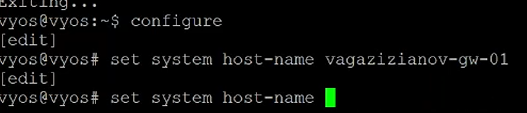 Exiting...
vyos@vyos:~$ configure
[edit]
vyos@vyos# set system host-name vagazizianov-gw-01
[edit]
vyos@vyos# set system host-name